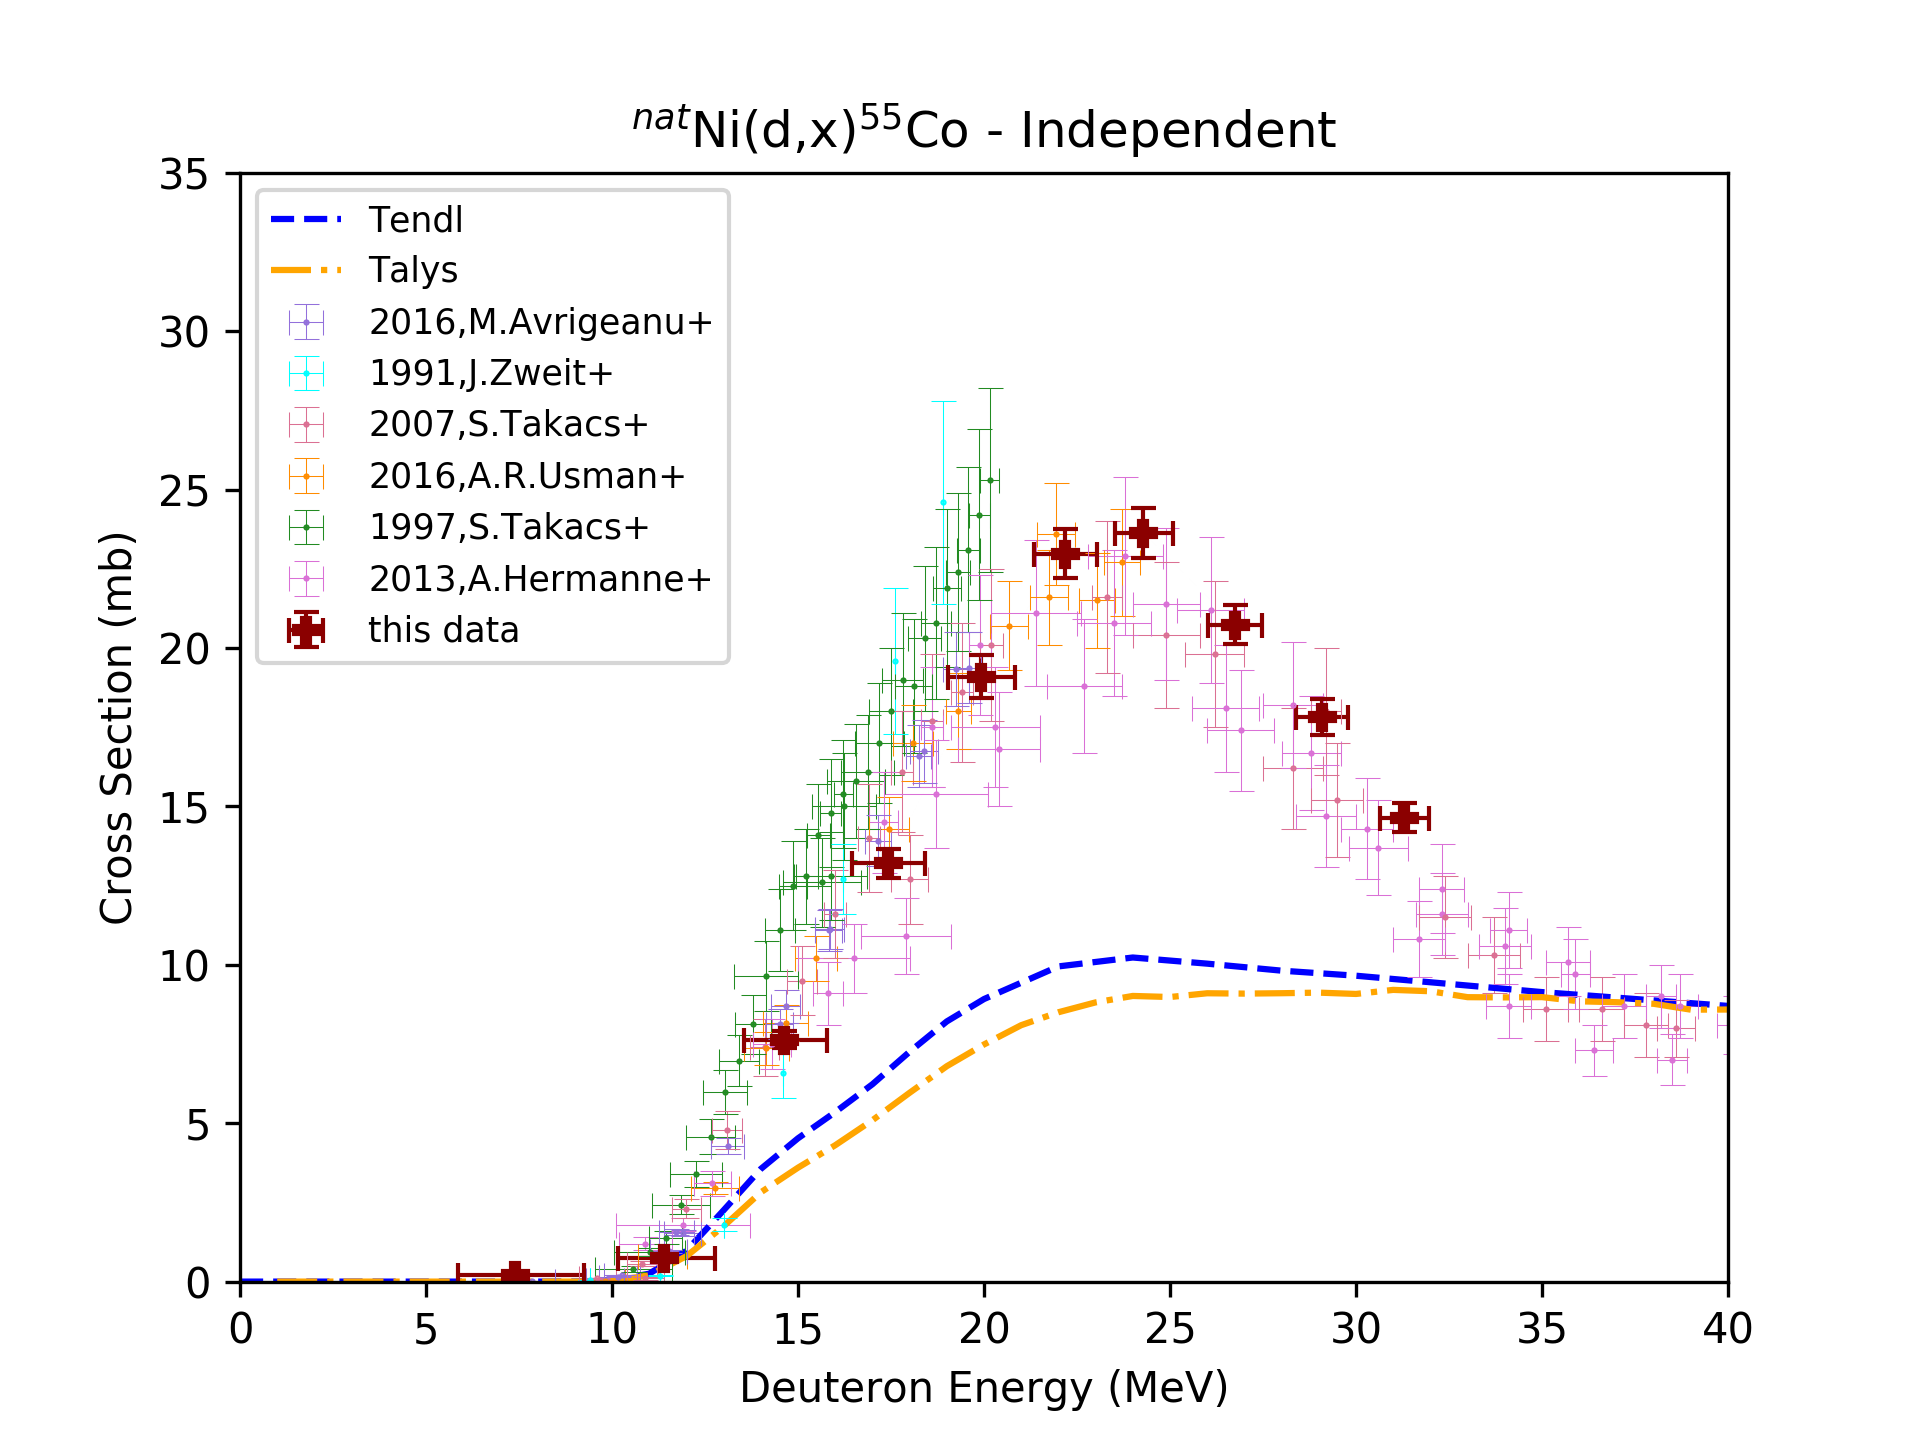 natNi(d,x)55Co - Independent
35
30
25
20
15
10
5
0
Cross Section (mb)
Tendl
Talys
2016,M.Avrigeanu+
1991,J.Zweit+
2007,S.Takacs+
2016,A.R.Usman+
1997,S.Takacs+
2013,A.Hermanne+
this data
0 5 10 15 20 25 30 35 40
Deuteron Energy (MeV)